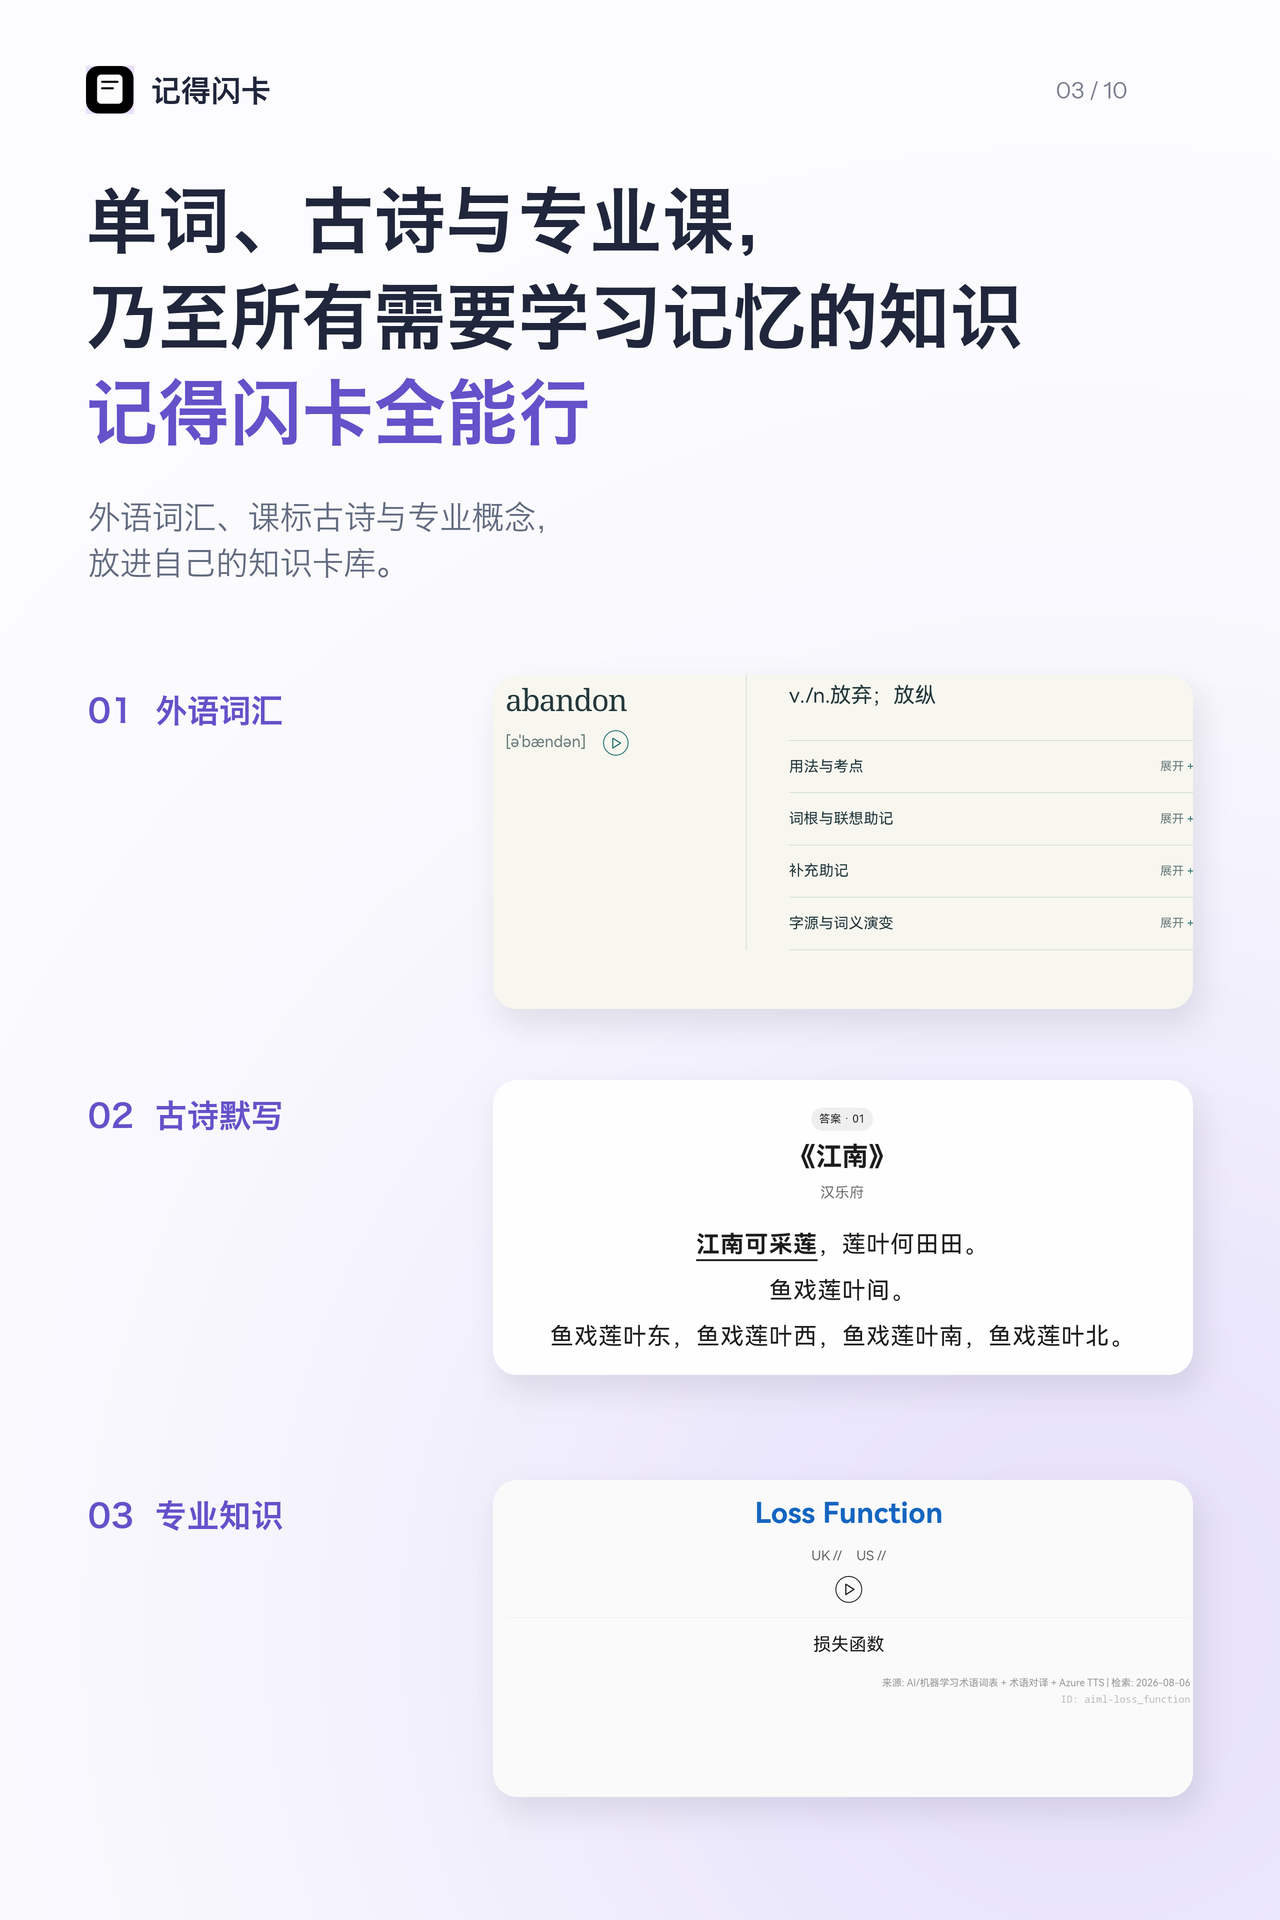 记得闪卡
03 / 10
单词、古诗与专业课，
乃至所有需要学习记忆的知识
记得闪卡全能行
外语词汇、课标古诗与专业概念，
放进自己的知识卡库。
01 外语词汇
abandon
[ə'bændən]
v./n.放弃；放纵
用法与考点 展开 +
词根与联想助记 展开 +
补充助记 展开 +
字源与词义演变 展开 +
02 古诗默写
答案 · 01
《江南》
汉乐府
江南可采莲，莲叶何田田。
鱼戏莲叶间。
鱼戏莲叶东，鱼戏莲叶西，鱼戏莲叶南，鱼戏莲叶北。
03 专业知识
Loss Function
UK // US //
损失函数
来源: AI/机器学习术语词表 + 术语对译 + Azure TTS | 检索: 2026-08-06
ID: aiml-loss_function